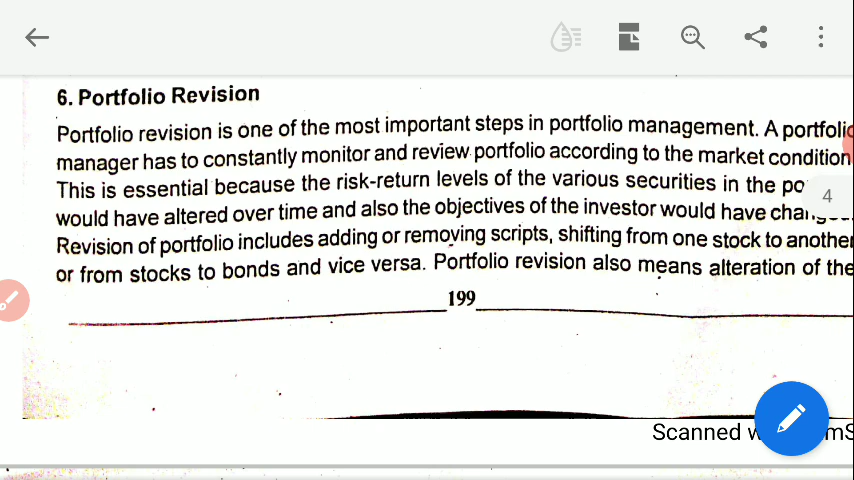 6. Portfolio Revision
Portfolio revision is one of the most important steps in portfolio management. A portfolio
manager has to constantly monitor and review portfolio according to the market condition
This is essential because the risk-return levels of the various securities in the po
4
would have altered over time and also the objectives of the investor would have
Revision of portfolio includes adding or removing scripts, shifting from one stock to another
or from stocks to bonds and vice versa. Portfolio revision also means alteration of the
199
Scanned